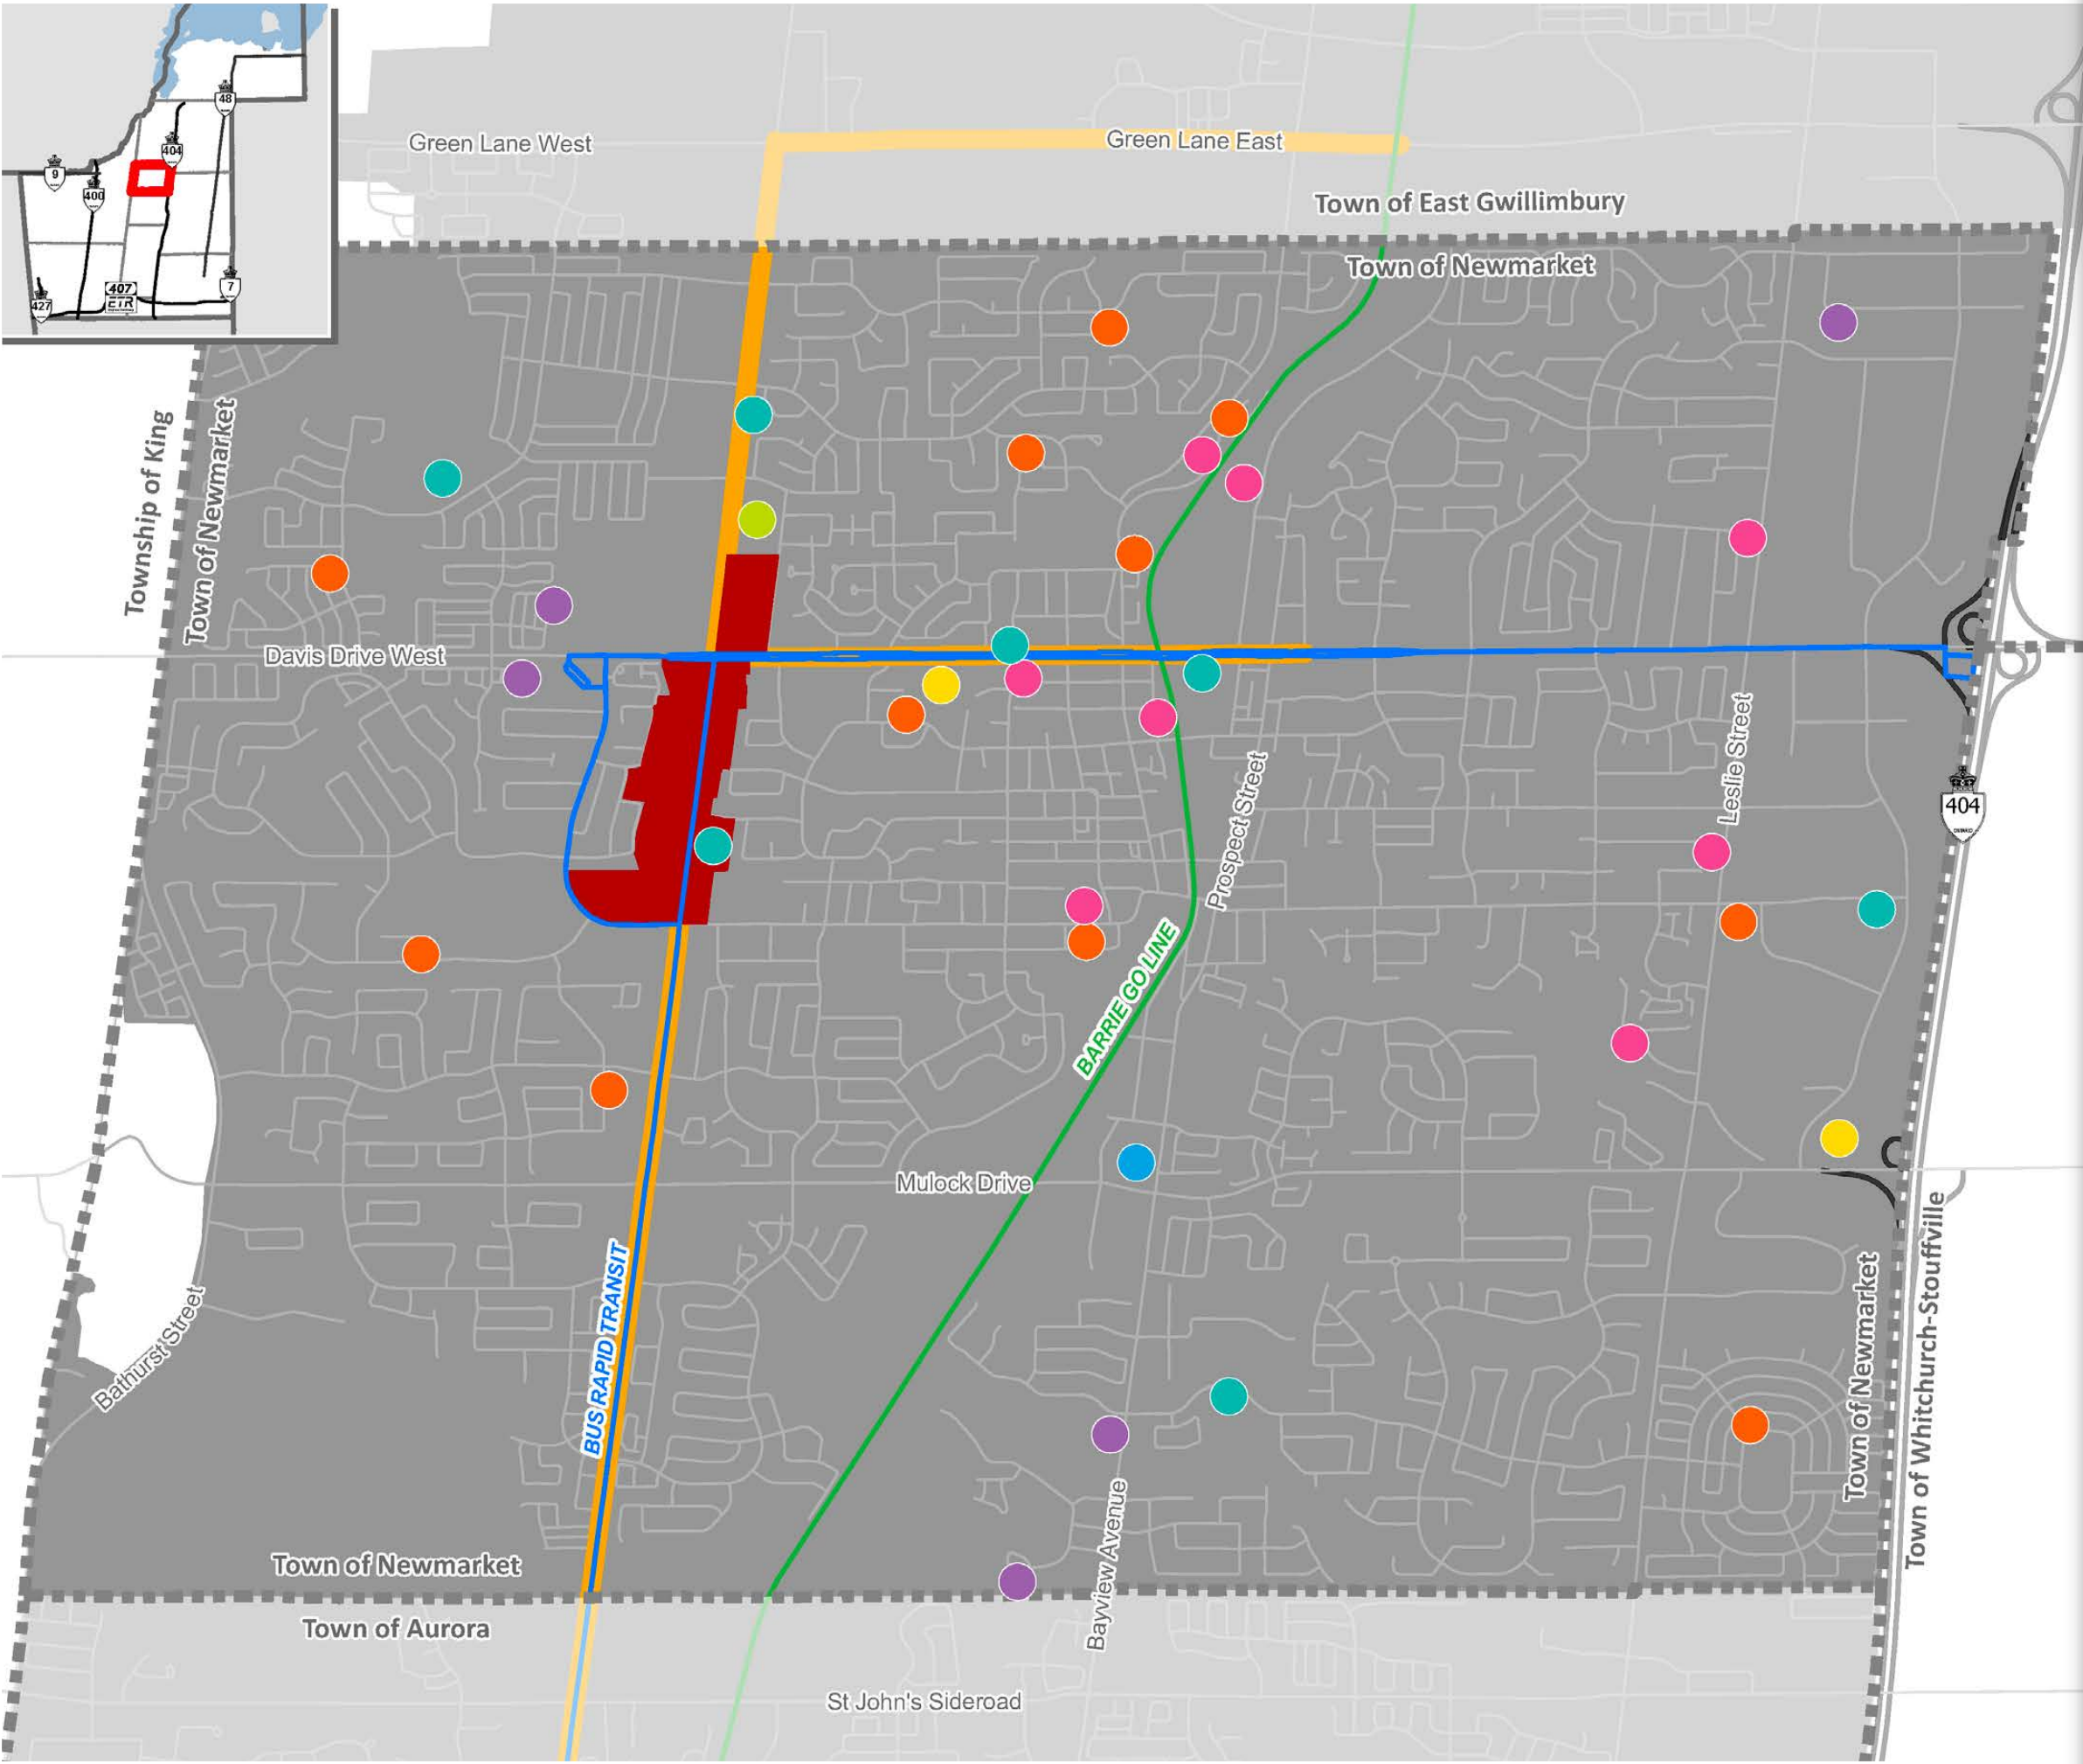 48
404
9
400
407
ETR
7
427
Green Lane West
Green Lane East
Town of East Gwillimbury
Town of Newmarket
Township of King
Town of Newmarket
Davis Drive West
Leslie Street
Prospect Street
404
ONTARIO
BARRIE GO LINE
Mulock Drive
BUS RAPID TRANSIT
Bathurst Street
Town of Newmarket
Town of Whitchurch-Stouffville
Bayview Avenue
Town of Newmarket
Town of Aurora
St John's Sideroad